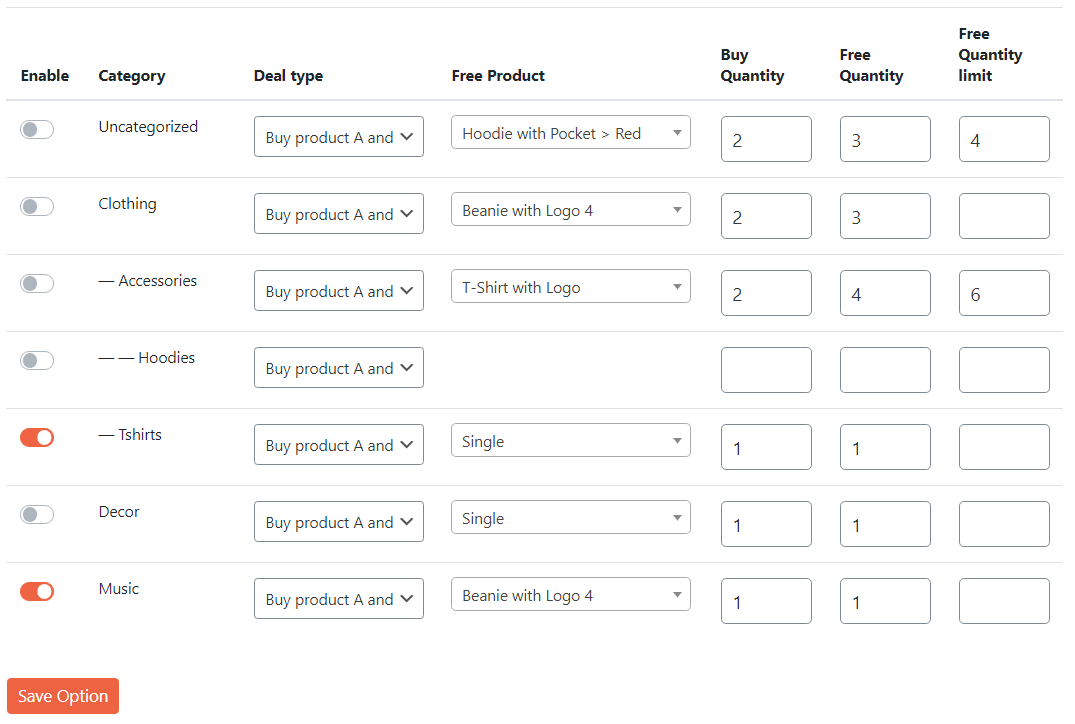 Enable Category Deal type Free Product Buy Quantity Free Quantity Free Quantity limit
Uncategorized Buy product A and Hoodie with Pocket > Red 2 3 4
Clothing Buy product A and Beanie with Logo 4 2 3
— Accessories Buy product A and T-Shirt with Logo 2 4 6
— — Hoodies Buy product A and
— Tshirts Buy product A and Single 1 1
Decor Buy product A and Single 1 1
Music Buy product A and Beanie with Logo 4 1 1
Save Option